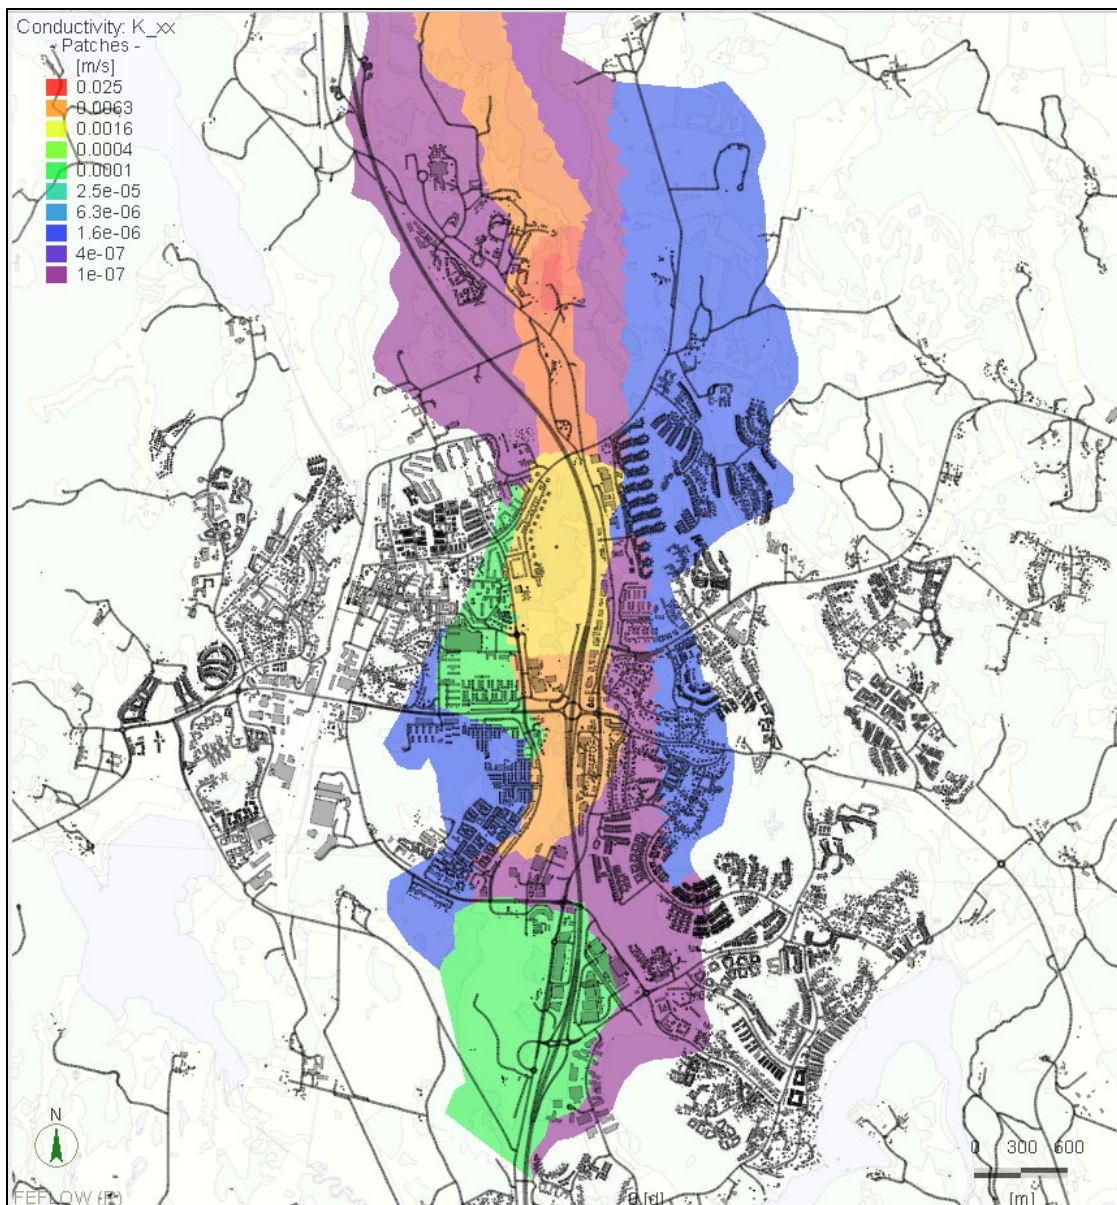 Conductivity: K_xx
- Patches -
[m/s]
0.025
0.0063
0.0016
0.0004
0.0001
2.5e-05
6.3e-06
1.6e-06
4e-07
1e-07
N
0 300 600
[m]
FEFLOW (R)
0 [d]